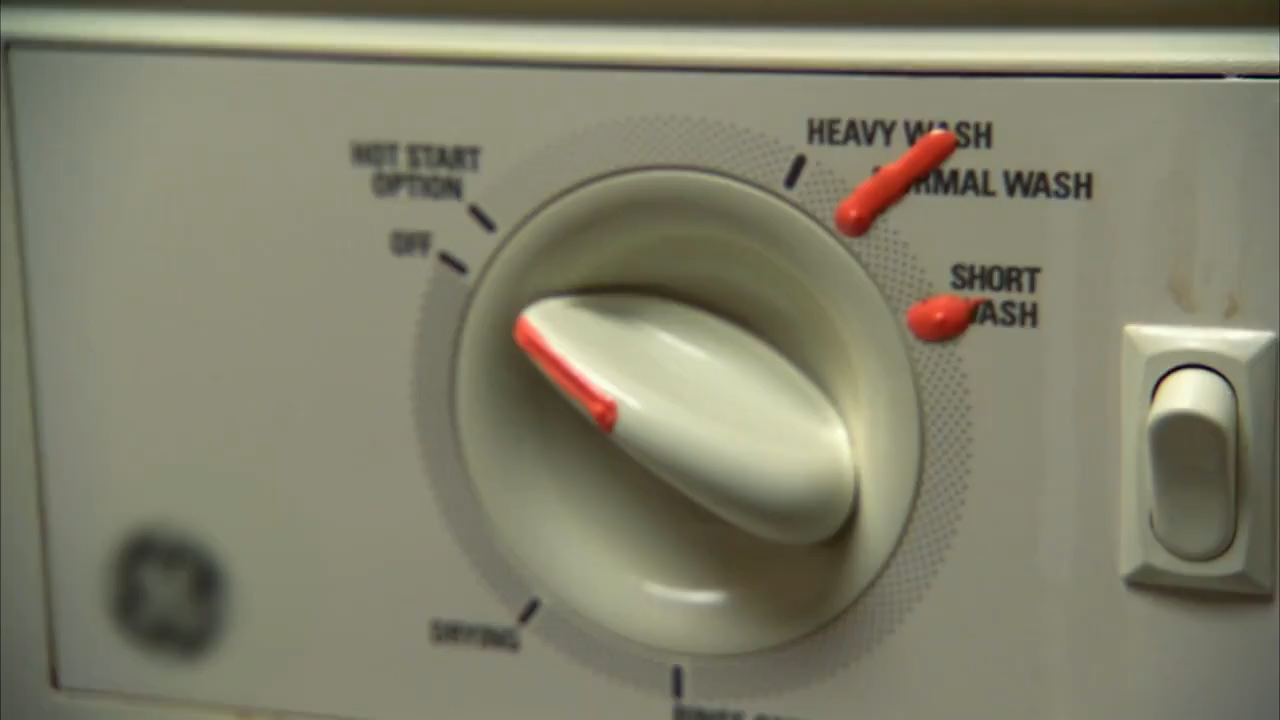 HEAVY WASH
NORMAL WASH
HOT START
OPTION
OFF
SHORT
WASH
DRYING